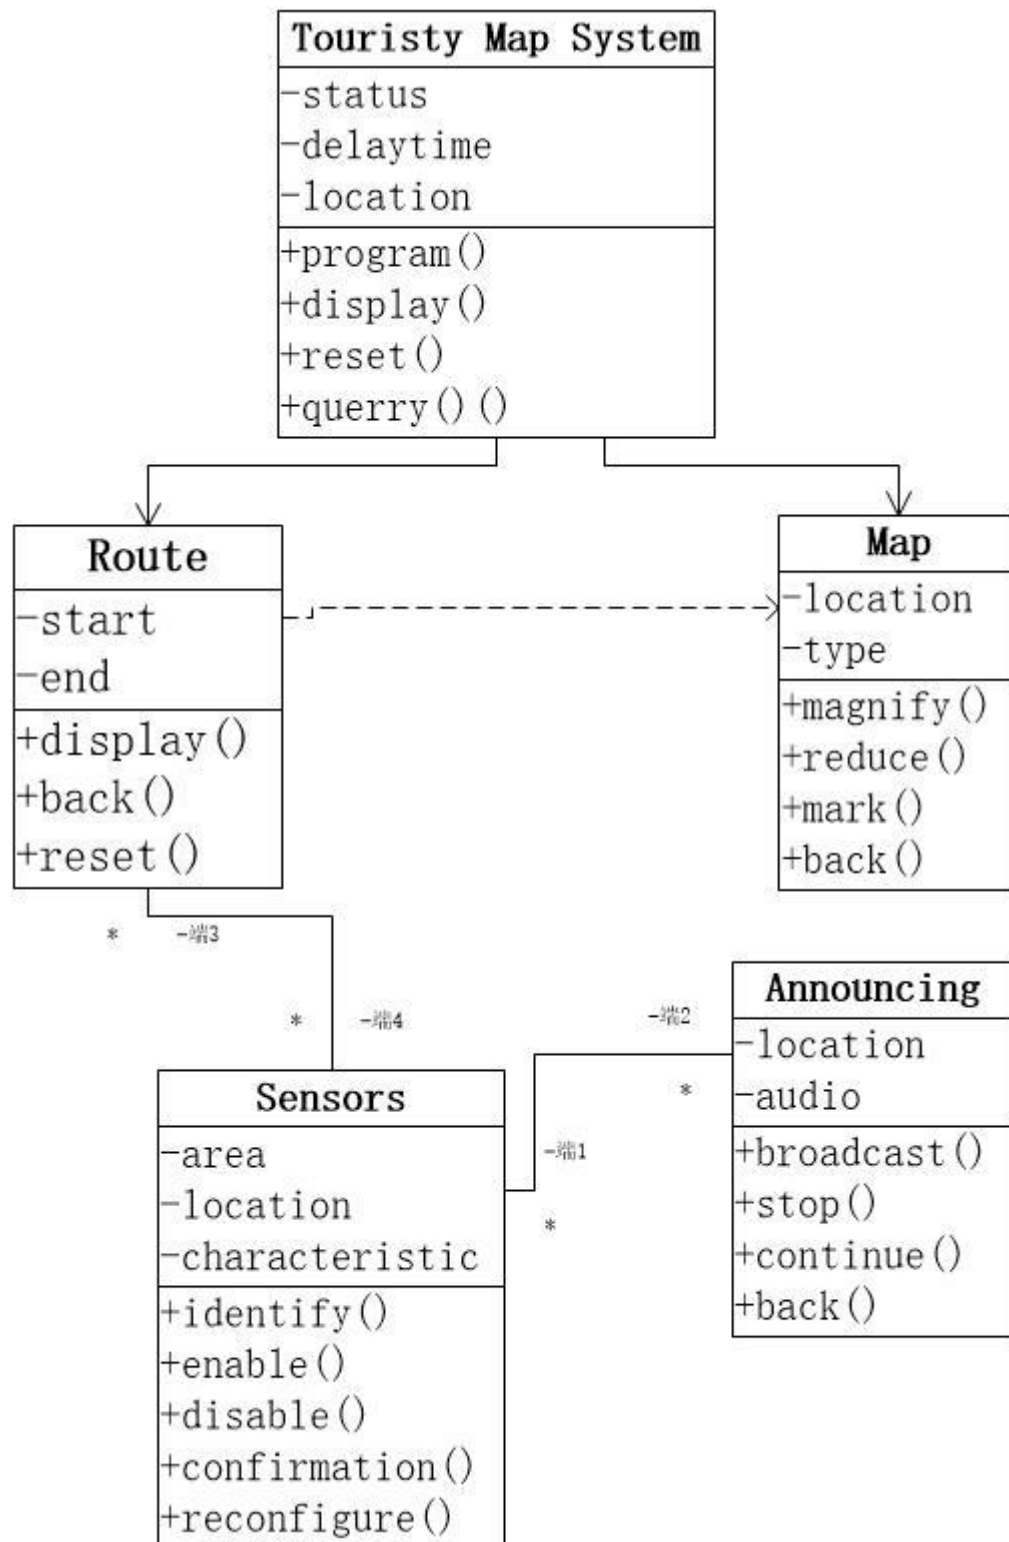 Touristy Map System
-status
-delaytime
-location
+program()
+display()
+reset()
+querry()()
Route
-start
-end
+display()
+back()
+reset()
Map
-location
-type
+magnify()
+reduce()
+mark()
+back()
* -端3
* -端4
-端2
*
-端1
*
Announcing
-location
-audio
+broadcast()
+stop()
+continue()
+back()
Sensors
-area
-location
-characteristic
+identify()
+enable()
+disable()
+confirmation()
+reconfigure()